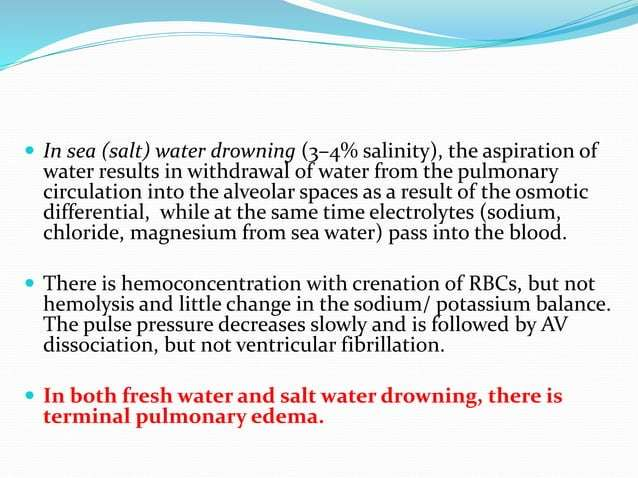 In sea (salt) water drowning (3–4% salinity), the aspiration of
water results in withdrawal of water from the pulmonary
circulation into the alveolar spaces as a result of the osmotic
differential, while at the same time electrolytes (sodium,
chloride, magnesium from sea water) pass into the blood.
There is hemoconcentration with crenation of RBCs, but not
hemolysis and little change in the sodium/ potassium balance.
The pulse pressure decreases slowly and is followed by AV
dissociation, but not ventricular fibrillation.
In both fresh water and salt water drowning, there is
terminal pulmonary edema.